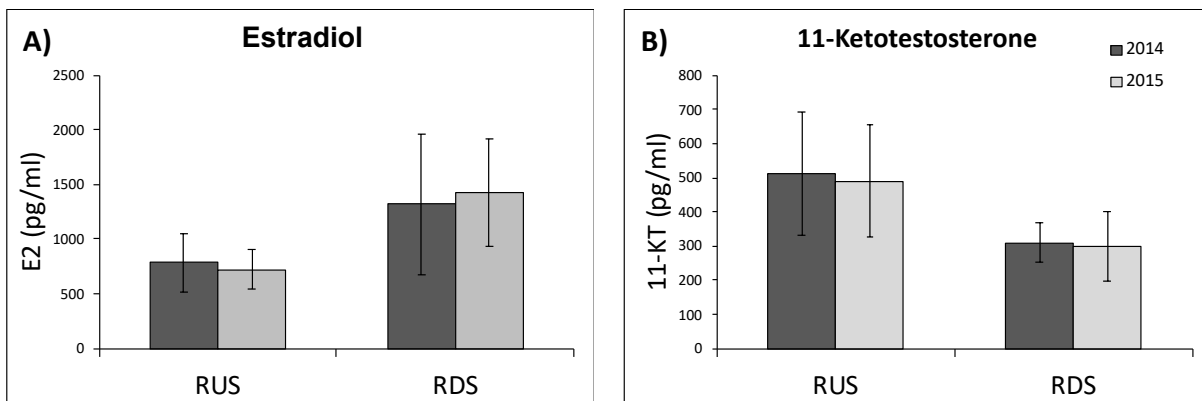 A) Estradiol
E2 (pg/ml)
2500
2000
1500
1000
500
0
RUS RDS
B) 11-Ketotestosterone
2014
2015
11-KT (pg/ml)
800
700
600
500
400
300
200
100
0
RUS RDS